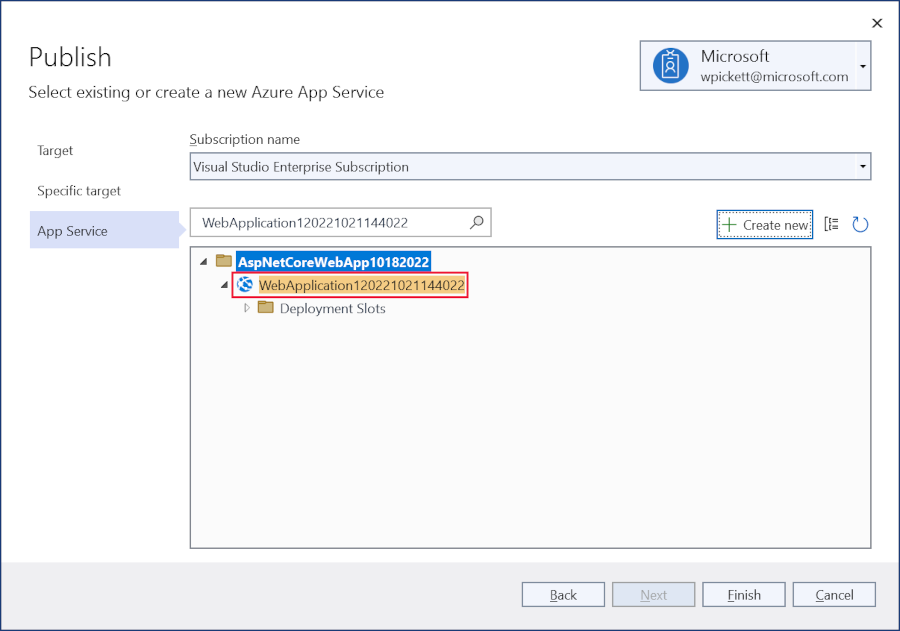 Publish
Microsoft
wpickett@microsoft.com
Select existing or create a new Azure App Service
Target
Specific target
App Service
Subscription name
Visual Studio Enterprise Subscription
WebApplication120221021144022
Create new
AspNetCoreWebApp10182022
WebApplication120221021144022
Deployment Slots
Back
Next
Finish
Cancel